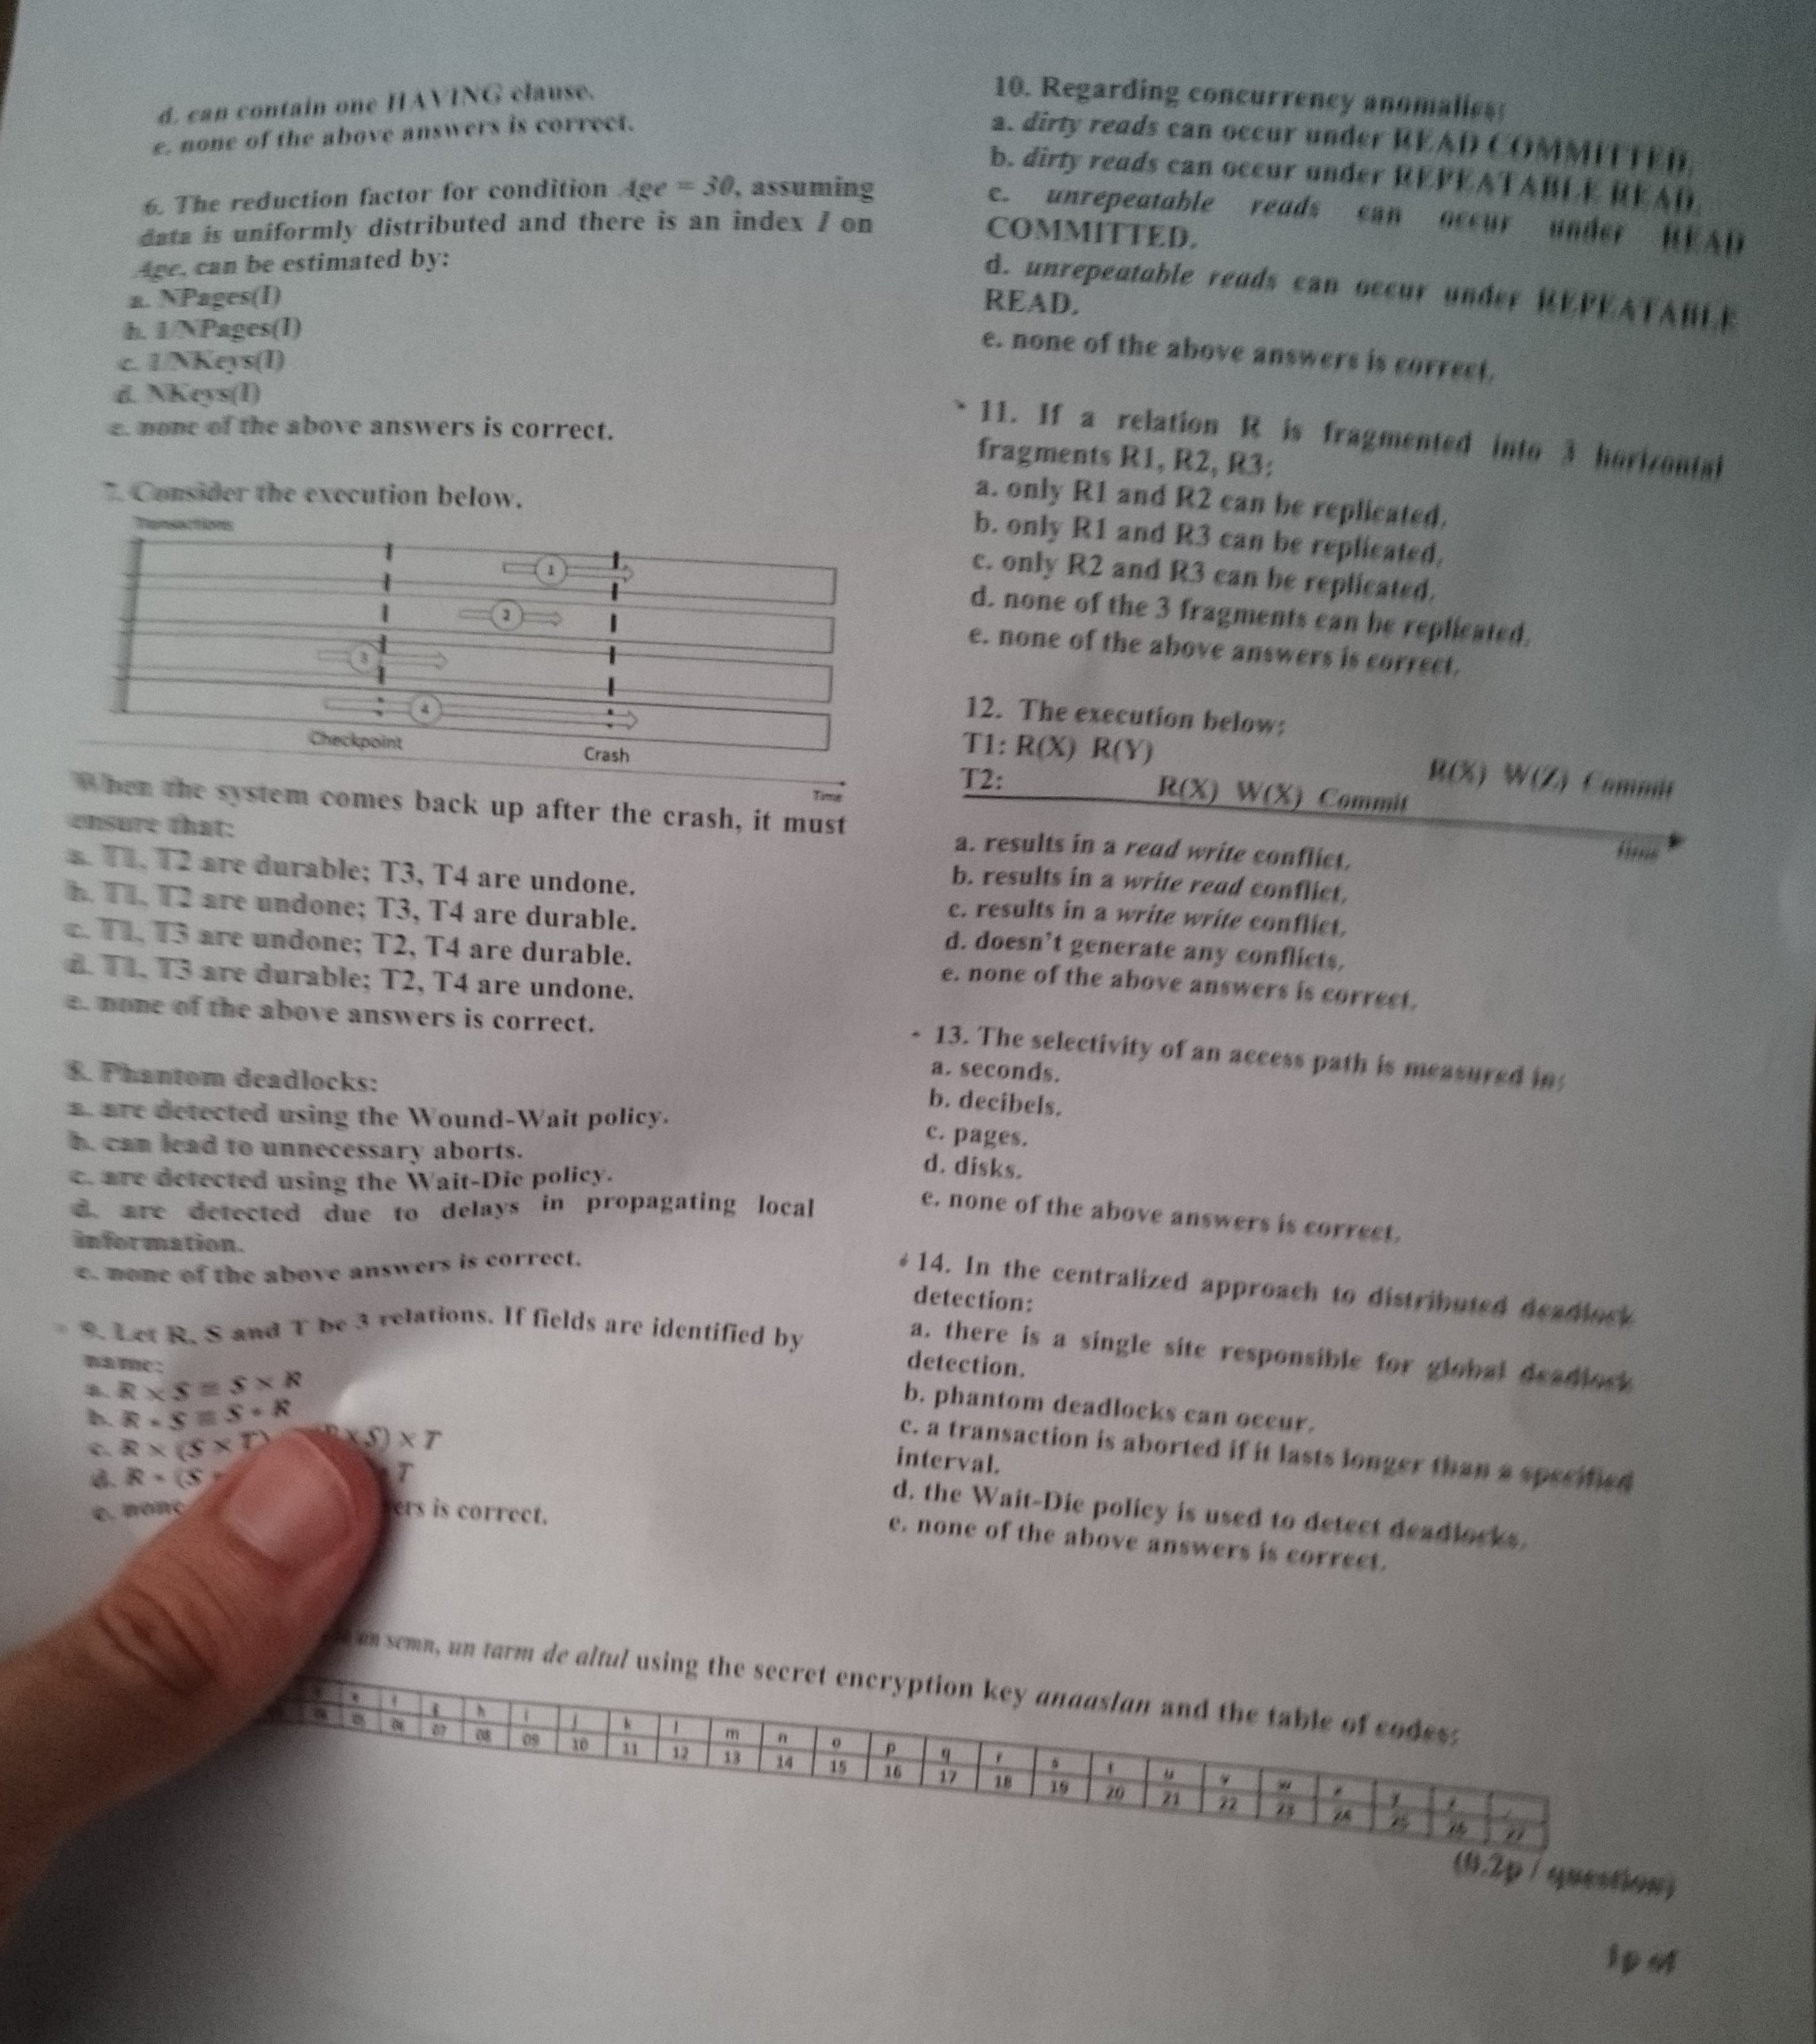 d. can contain one HAVING clause.
e. none of the above answers is correct.
6. The reduction factor for condition Age = 30, assuming
data is uniformly distributed and there is an index I on
Age, can be estimated by:
a. NPages(I)
b. 1/NPages(I)
c. 1/NKeys(I)
d. NKeys(I)
e. none of the above answers is correct.
7. Consider the execution below.
Transactions
1
2
3
4
Checkpoint
Crash
Time
When the system comes back up after the crash, it must
ensure that:
a. T1, T2 are durable; T3, T4 are undone.
b. T1, T2 are undone; T3, T4 are durable.
c. T1, T3 are undone; T2, T4 are durable.
d. T1, T3 are durable; T2, T4 are undone.
e. none of the above answers is correct.
8. Phantom deadlocks:
a. are detected using the Wound-Wait policy.
b. can lead to unnecessary aborts.
c. are detected using the Wait-Die policy.
d. are detected due to delays in propagating local
information.
e. none of the above answers is correct.
9. Let R, S and T be 3 relations. If fields are identified by
name:
a. R × S ≡ S × R
b. R * S ≡ S * R
c. R × (S × T) × S) × T
d. R * (S T
e. none ers is correct.
10. Regarding concurrency anomalies:
a. dirty reads can occur under READ COMMITTED.
b. dirty reads can occur under REPEATABLE READ.
c. unrepeatable reads can occur under READ
COMMITTED.
d. unrepeatable reads can occur under REPEATABLE
READ.
e. none of the above answers is correct.
11. If a relation R is fragmented into 3 horizontal
fragments R1, R2, R3:
a. only R1 and R2 can be replicated.
b. only R1 and R3 can be replicated.
c. only R2 and R3 can be replicated.
d. none of the 3 fragments can be replicated.
e. none of the above answers is correct.
12. The execution below:
T1: R(X) R(Y) R(X) W(Z) Commit
T2: R(X) W(X) Commit
time
a. results in a read write conflict.
b. results in a write read conflict.
c. results in a write write conflict.
d. doesn't generate any conflicts.
e. none of the above answers is correct.
13. The selectivity of an access path is measured in:
a. seconds.
b. decibels.
c. pages.
d. disks.
e. none of the above answers is correct.
14. In the centralized approach to distributed deadlock
detection:
a. there is a single site responsible for global deadlock
detection.
b. phantom deadlocks can occur.
c. a transaction is aborted if it lasts longer than a specified
interval.
d. the Wait-Die policy is used to detect deadlocks.
e. none of the above answers is correct.
un semn, un tarm de altul using the secret encryption key anaaslan and the table of codes:
e f g h i j k l m n o p q r s t u v w x y z
04 05 06 07 08 09 10 11 12 13 14 15 16 17 18 19 20 21 22 23 24 25 26 27
(0.2p / question)
1p of